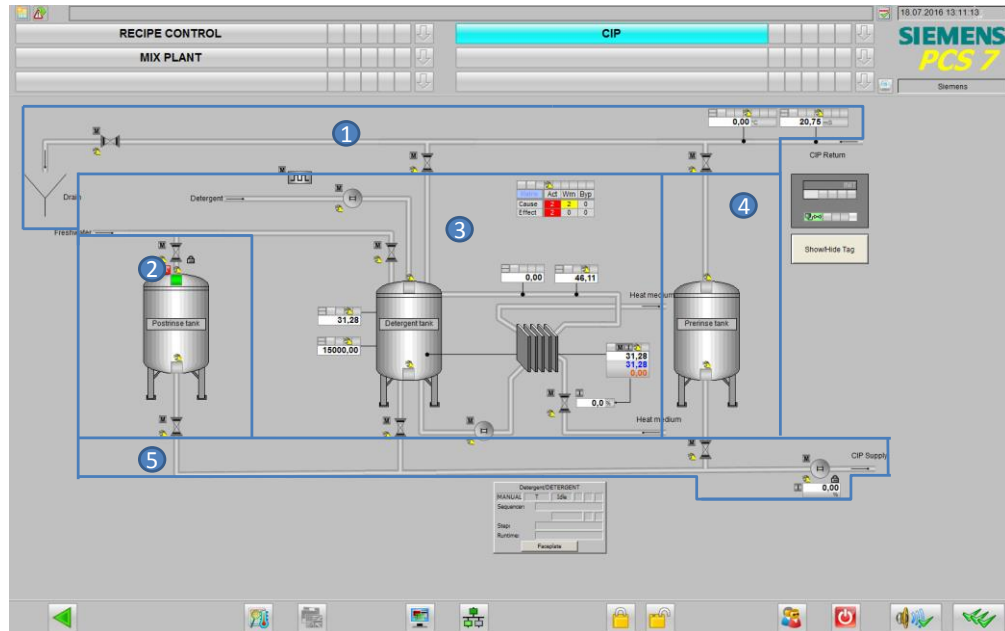 18.07.2016 13:11:13
RECIPE CONTROL
CIP
SIEMENS
MIX PLANT
PCS 7
Siemens
1
0,00 °C
20,75 mS
M
CIP Return
M
M
M
Drain
Detergent
M
Act Wrn Byp
Cause 2 2 0
Effect 2 0 0
3
4
Show/Hide Tag
Freshwater
M
M
2
0,00
46,11
Heat medium
31,28
Postrinse tank
Detergent tank
Prerinse tank
15000,00
M I
31,28
31,28
0,00
M
I
0,0 %
M
M
M
Heat medium
M
5
M
CIP Supply
I
0,00
%
Detergent/DETERGENT
MANUAL T Idle
Sequencer:
Step:
Runtime:
Faceplate